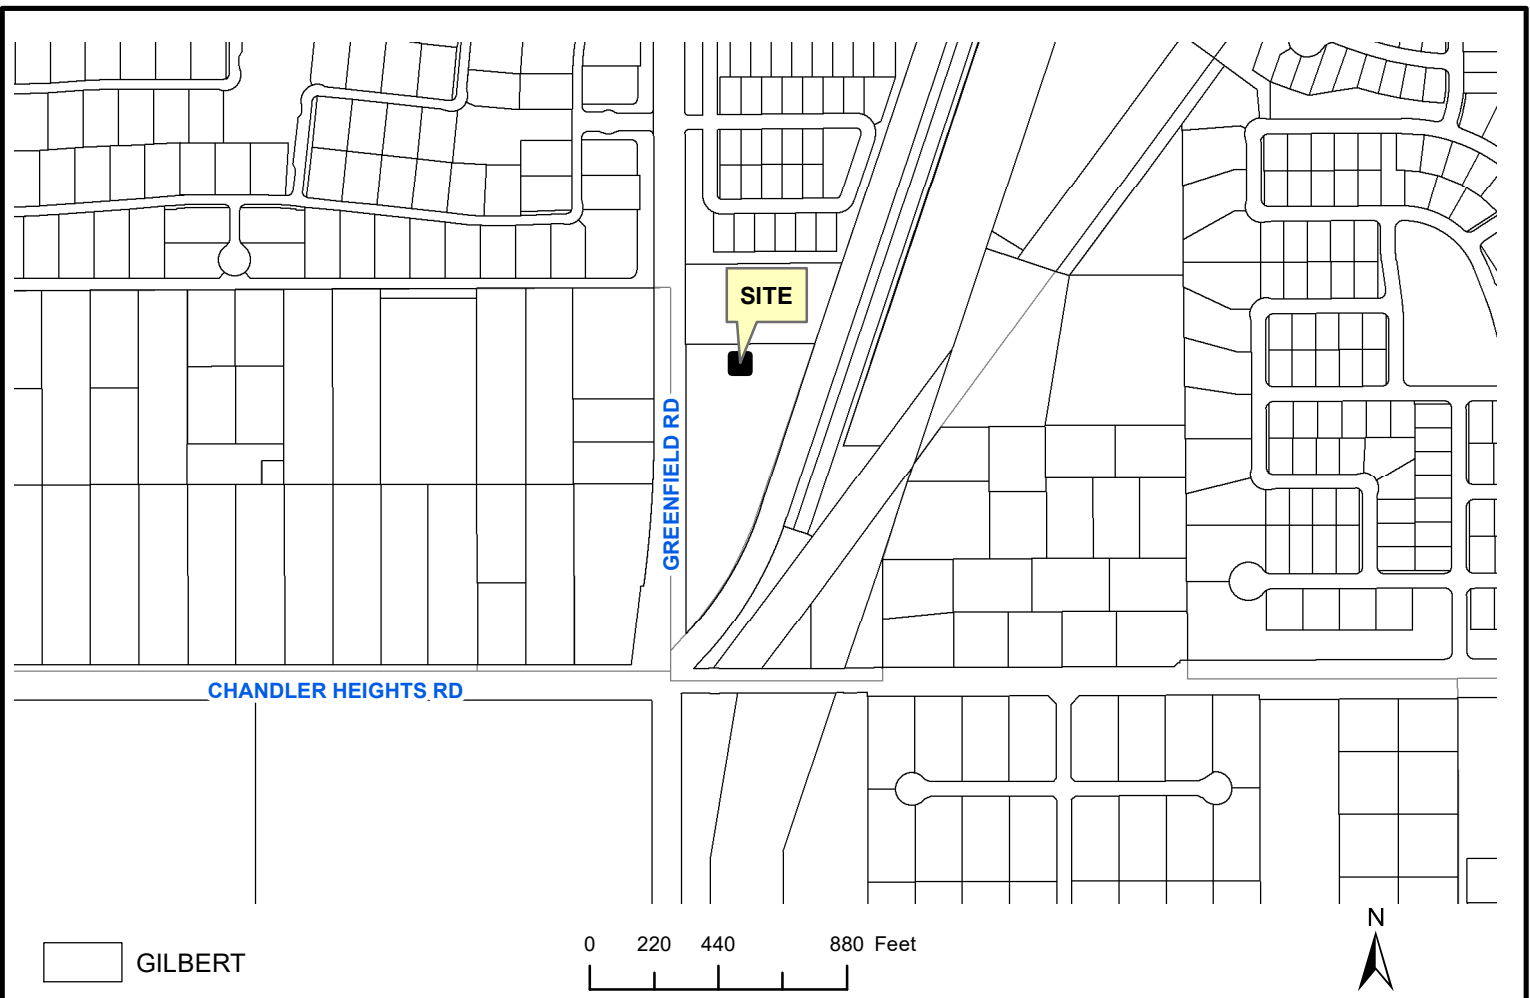 SITE
GREENFIELD RD
CHANDLER HEIGHTS RD
N
0 220 440 880 Feet
GILBERT